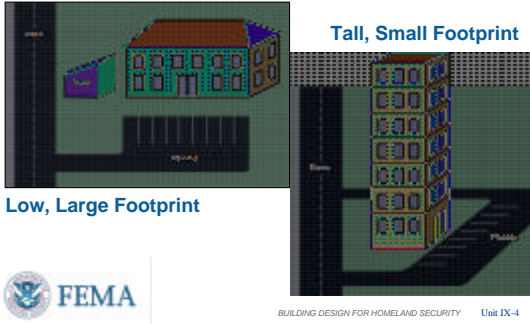 Tall, Small Footprint
Low, Large Footprint
FEMA
BUILDING DESIGN FOR HOMELAND SECURITY Unit IX-4